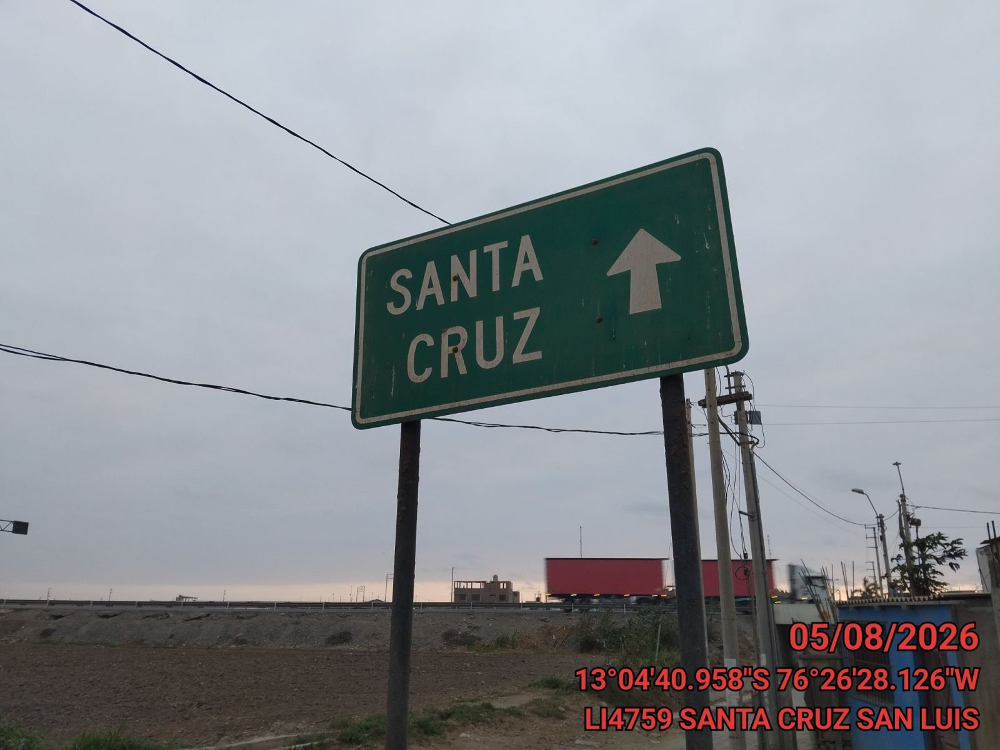 SANTA
CRUZ
05/08/2026
13°04'40.958"S 76°26'28.126"W
LI4759 SANTA CRUZ SAN LUIS